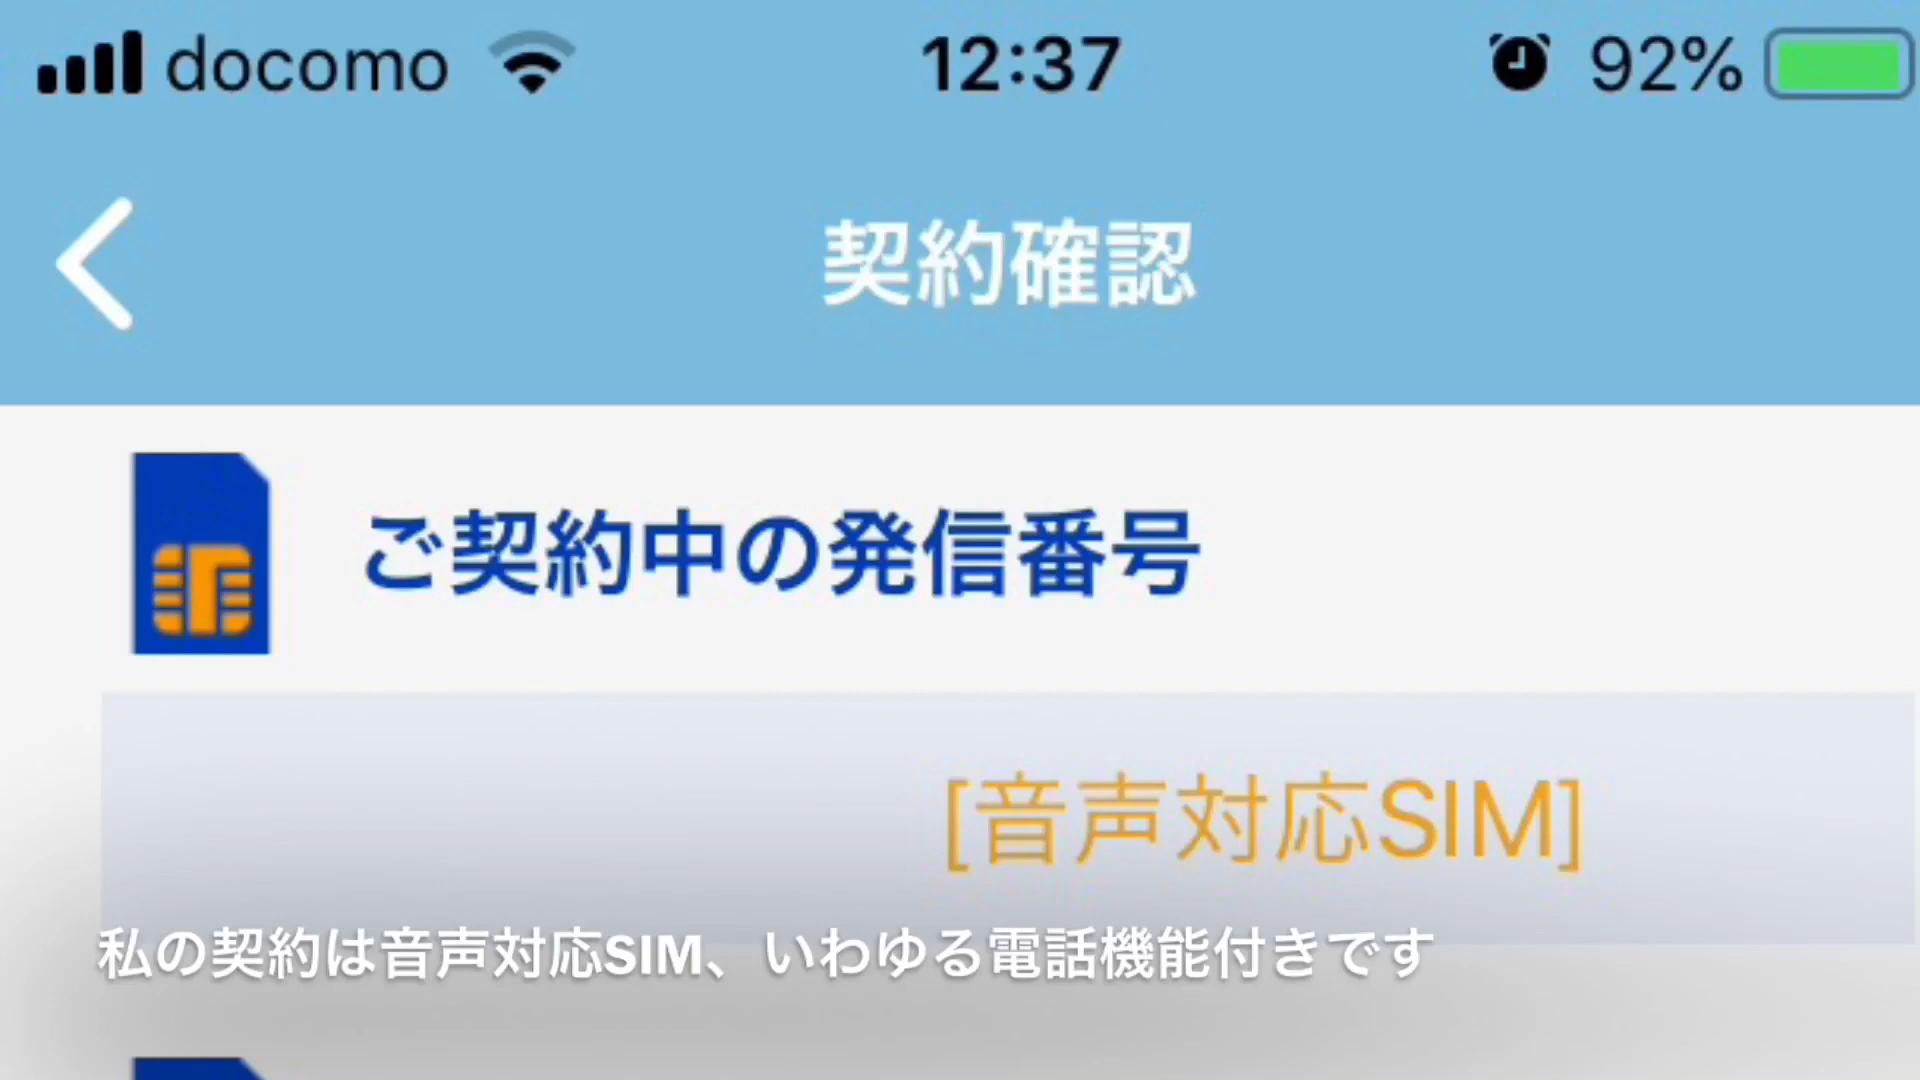 docomo 12:37 92%
契約確認
ご契約中の発信番号
[音声対応SIM]
私の契約は音声対応SIM、いわゆる電話機能付きです